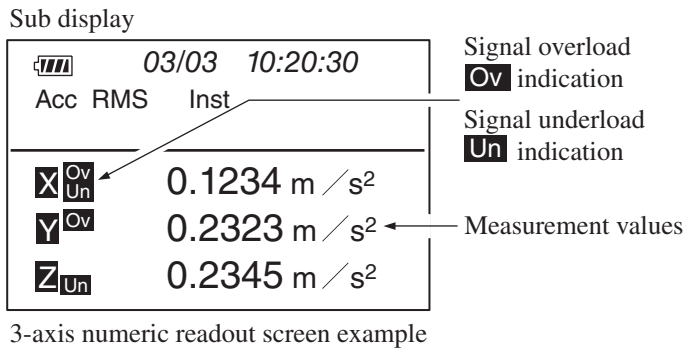 Sub display
03/03 10:20:30
Acc RMS Inst
X Ov Un 0.1234 m/s²
Y Ov 0.2323 m/s²
Z Un 0.2345 m/s²
Signal overload
Ov indication
Signal underload
Un indication
Measurement values
3-axis numeric readout screen example